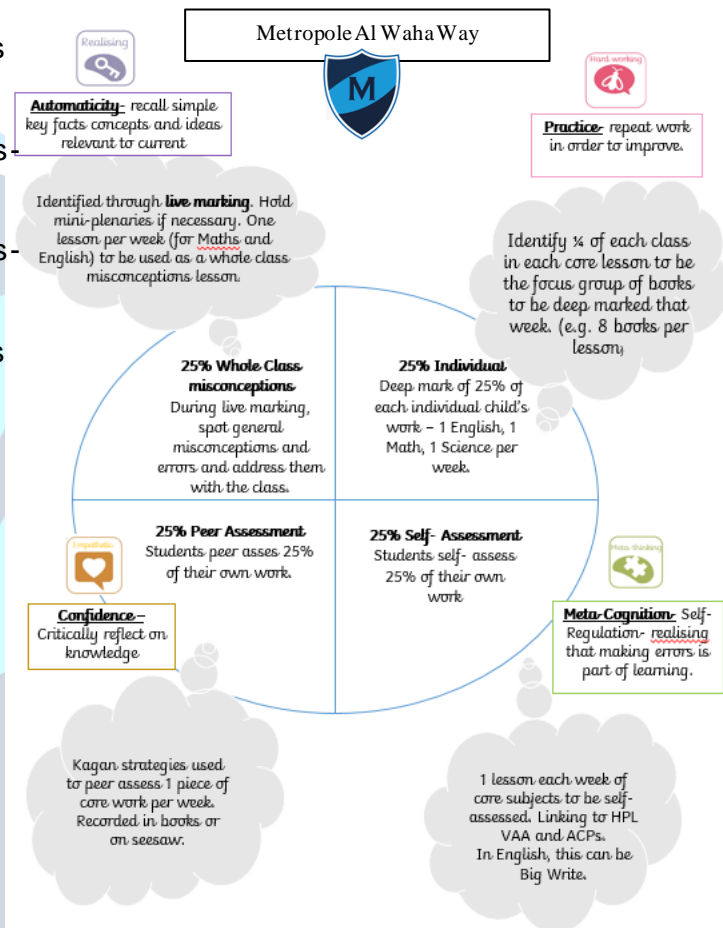 Metropole Al Waha Way
M
Realising
Automaticity- recall simple
key facts concepts and ideas
relevant to current
Hard-working
Practice- repeat work
in order to improve.
Identified through live marking. Hold
mini-plenaries if necessary. One
lesson per week (for Maths and
English) to be used as a whole class
misconceptions lesson.
Identify ¼ of each class
in each core lesson to be
the focus group of books
to be deep marked that
week. (e.g. 8 books per
lesson)
25% Whole Class
misconceptions
During live marking,
spot general
misconceptions and
errors and address them
with the class.
25% Individual
Deep mark of 25% of
each individual child's
work – 1 English, 1
Math, 1 Science per
week.
25% Peer Assessment
Students peer asses 25%
of their own work.
25% Self- Assessment
Students self- assess
25% of their own
work
Empathetic
Confidence –
Critically reflect on
knowledge
Meta-thinking
Meta-Cognition- Self-
Regulation- realising
that making errors is
part of learning.
Kagan strategies used
to peer assess 1 piece of
core work per week.
Recorded in books or
on seesaw.
1 lesson each week of
core subjects to be self-
assessed. Linking to HPL
VAA and ACPs.
In English, this can be
Big Write.
s
s-
s-
s